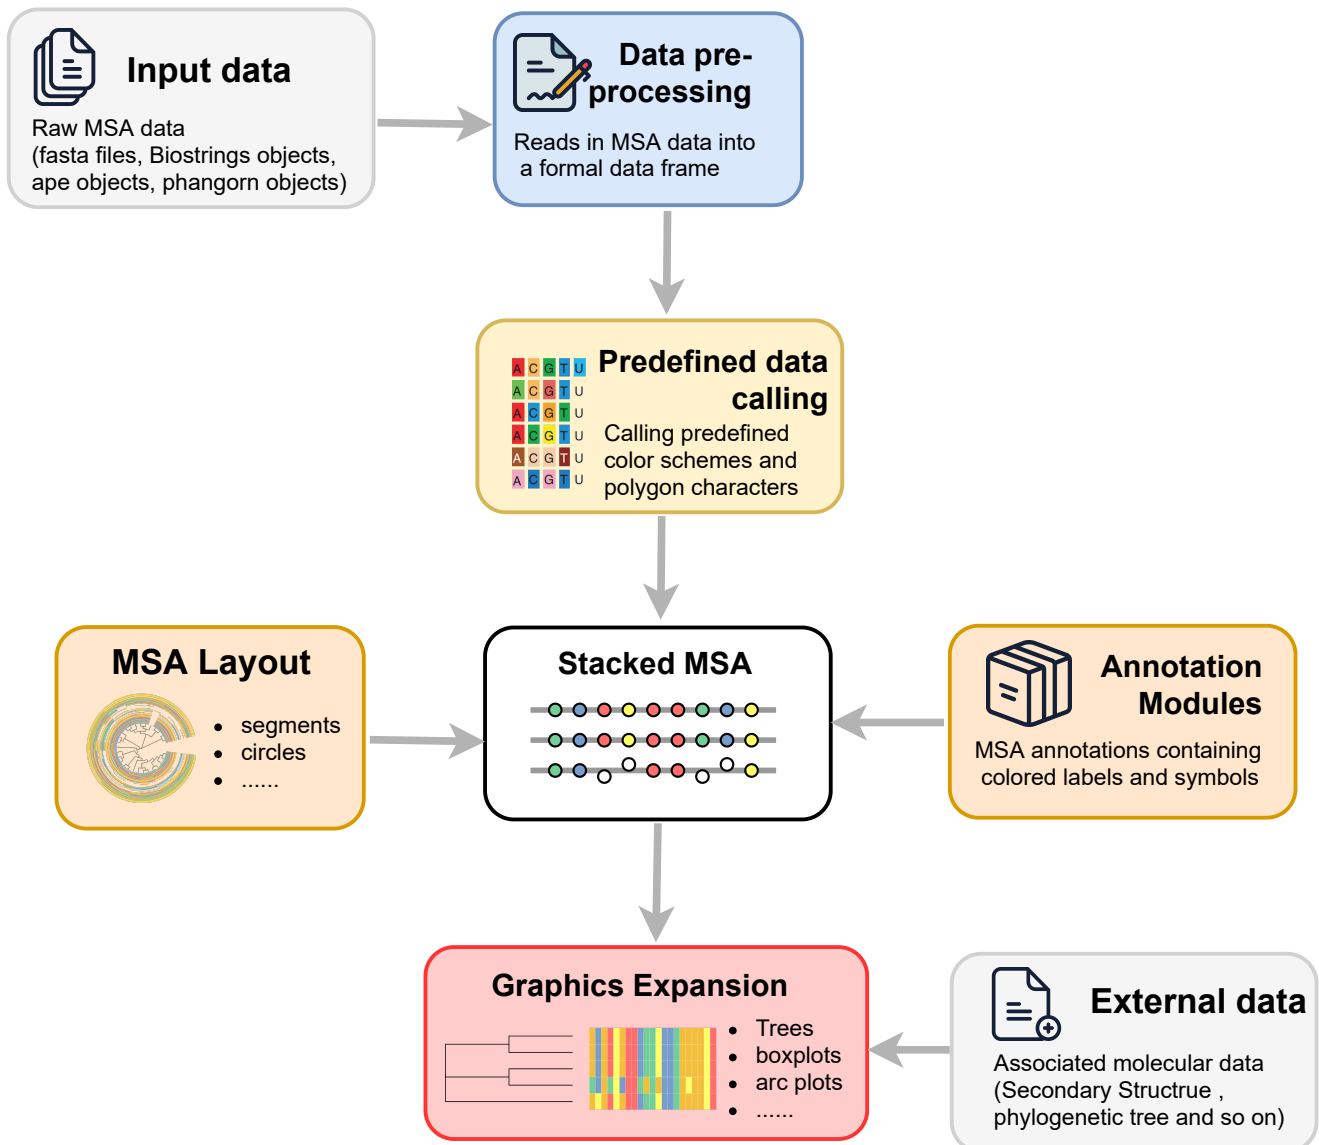 Input data
Raw MSA data
(fasta files, Biostrings objects,
ape objects, phangorn objects)
Data pre-
processing
Reads in MSA data into
a formal data frame
Predefined data
calling
A C G T U
A C G T U
A C G T U
A C G T U
A C G T U
A C G T U
Calling predefined
color schemes and
polygon characters
MSA Layout
• segments
• circles
• ......
Stacked MSA
Annotation
Modules
MSA annotations containing
colored labels and symbols
Graphics Expansion
• Trees
• boxplots
• arc plots
• ......
External data
Associated molecular data
(Secondary Structrue ,
phylogenetic tree and so on)